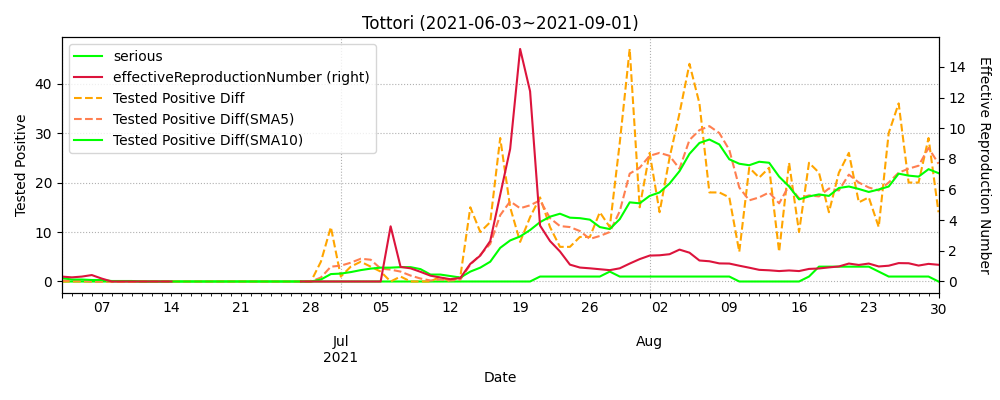 Tottori (2021-06-03~2021-09-01)
serious
effectiveReproductionNumber (right)
Tested Positive Diff
Tested Positive Diff(SMA5)
Tested Positive Diff(SMA10)
Tested Positive
40
30
20
10
0
Effective Reproduction Number
14
12
10
8
6
4
2
0
07 14 21 28 05 12 19 26 02 09 16 23 30
Jul Aug
2021
Date